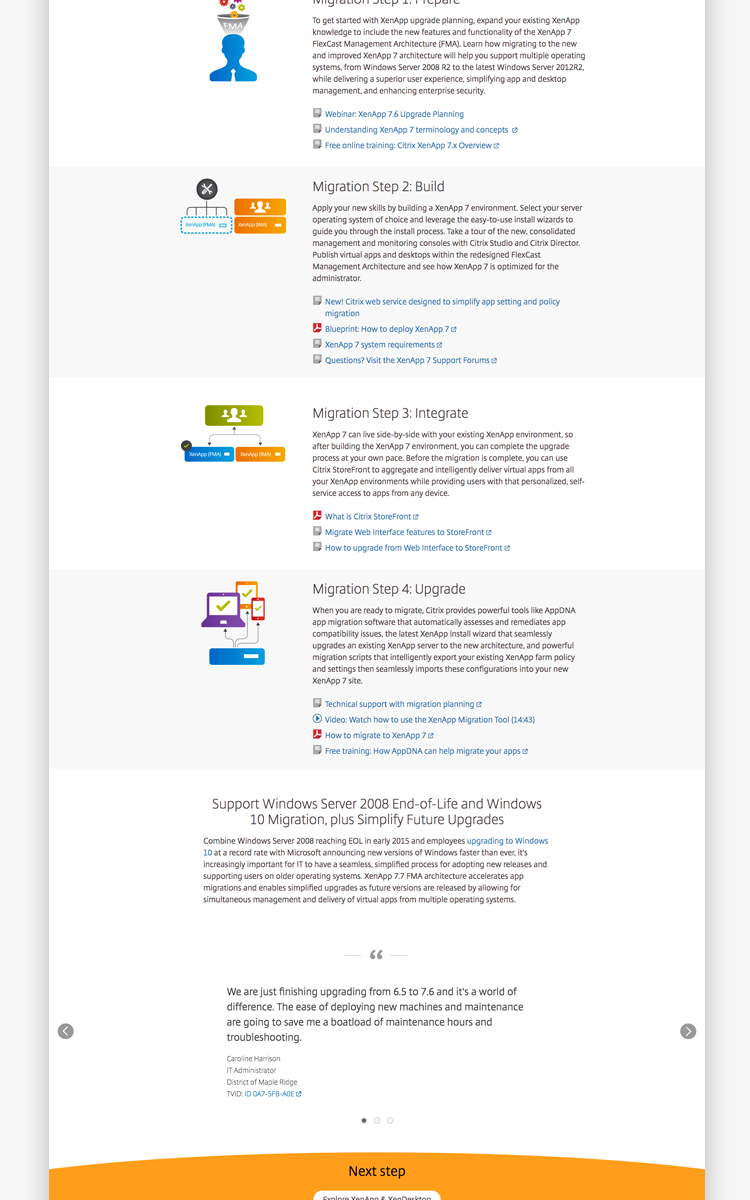 Migration Step 1: Prepare
FMA
To get started with XenApp upgrade planning, expand your existing XenApp
knowledge to include the new features and functionality of the XenApp 7
FlexCast Management Architecture (FMA). Learn how migrating to the new
and improved XenApp 7 architecture will help you support multiple operating
systems, from Windows Server 2008 R2 to the latest Windows Server 2012R2,
while delivering a superior user experience, simplifying app and desktop
management, and enhancing enterprise security.
Webinar: XenApp 7.6 Upgrade Planning
Understanding XenApp 7 terminology and concepts
Free online training: Citrix XenApp 7.x Overview
Migration Step 2: Build
XenApp (FMA)
XenApp (IMA)
Apply your new skills by building a XenApp 7 environment. Select your server
operating system of choice and leverage the easy-to-use install wizards to
guide you through the install process. Take a tour of the new, consolidated
management and monitoring consoles with Citrix Studio and Citrix Director.
Publish virtual apps and desktops within the redesigned FlexCast
Management Architecture and see how XenApp 7 is optimized for the
administrator.
New! Citrix web service designed to simplify app setting and policy
migration
Blueprint: How to deploy XenApp 7
XenApp 7 system requirements
Questions? Visit the XenApp 7 Support Forums
Migration Step 3: Integrate
XenApp (FMA)
XenApp (IMA)
XenApp 7 can live side-by-side with your existing XenApp environment, so
after building the XenApp 7 environment, you can complete the upgrade
process at your own pace. Before the migration is complete, you can use
Citrix StoreFront to aggregate and intelligently deliver virtual apps from all
your XenApp environments while providing users with that personalized, self-
service access to apps from any device.
What is Citrix StoreFront
Migrate Web Interface features to StoreFront
How to upgrade from Web Interface to StoreFront
Migration Step 4: Upgrade
When you are ready to migrate, Citrix provides powerful tools like AppDNA
app migration software that automatically assesses and remediates app
compatibility issues, the latest XenApp install wizard that seamlessly
upgrades an existing XenApp server to the new architecture, and powerful
migration scripts that intelligently export your existing XenApp farm policy
and settings then seamlessly imports these configurations into your new
XenApp 7 site.
Technical support with migration planning
Video: Watch how to use the XenApp Migration Tool (14:43)
How to migrate to XenApp 7
Free training: How AppDNA can help migrate your apps
Support Windows Server 2008 End-of-Life and Windows
10 Migration, plus Simplify Future Upgrades
Combine Windows Server 2008 reaching EOL in early 2015 and employees upgrading to Windows
10 at a record rate with Microsoft announcing new versions of Windows faster than ever, it's
increasingly important for IT to have a seamless, simplified process for adopting new releases and
supporting users on older operating systems. XenApp 7.7 FMA architecture accelerates app
migrations and enables simplified upgrades as future versions are released by allowing for
simultaneous management and delivery of virtual apps from multiple operating systems.
“
We are just finishing upgrading from 6.5 to 7.6 and it's a world of
difference. The ease of deploying new machines and maintenance
are going to save me a boatload of maintenance hours and
troubleshooting.
Caroline Harrison
IT Administrator
District of Maple Ridge
TVID: ID 0A7-5FB-A0E
Next step
Explore XenApp & XenDesktop